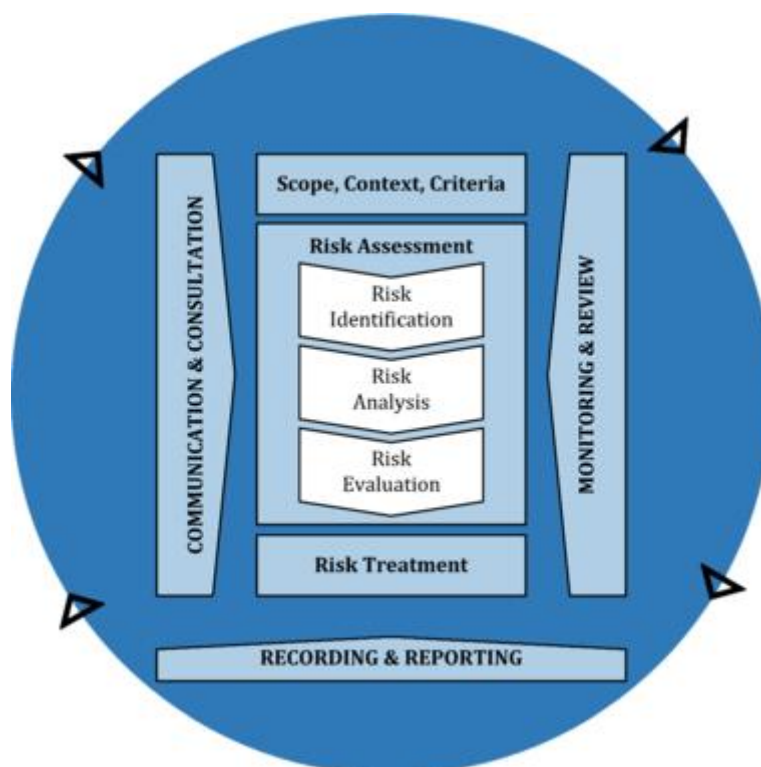 Scope, Context, Criteria
Risk Assessment
Risk
Identification
Risk
Analysis
Risk
Evaluation
Risk Treatment
COMMUNICATION & CONSULTATION
MONITORING & REVIEW
RECORDING & REPORTING